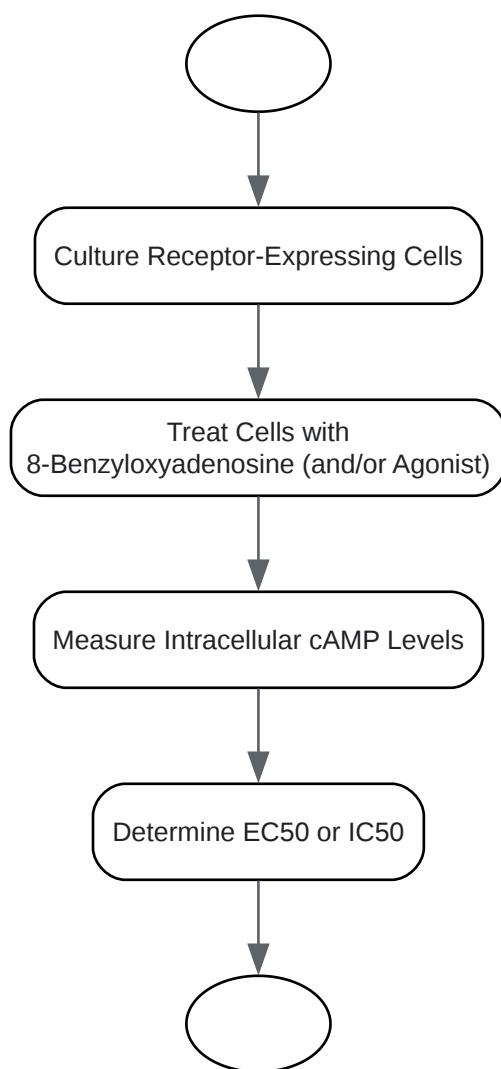 Culture Receptor-Expressing Cells
Treat Cells with
8-Benzyloxyadenosine (and/or Agonist)
Measure Intracellular cAMP Levels
Determine EC50 or IC50